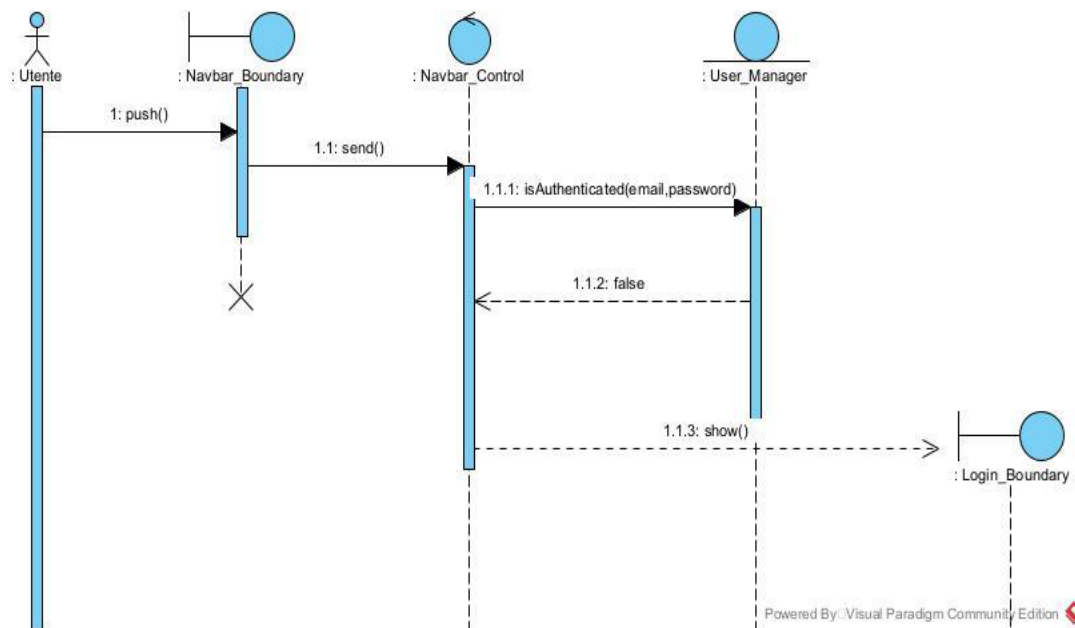 : Utente
: Navbar_Boundary
: Navbar_Control
: User_Manager
1: push()
1.1: send()
1.1.1: isAuthenticated(email,password)
1.1.2: false
1.1.3: show()
: Login_Boundary
Powered By Visual Paradigm Community Edition